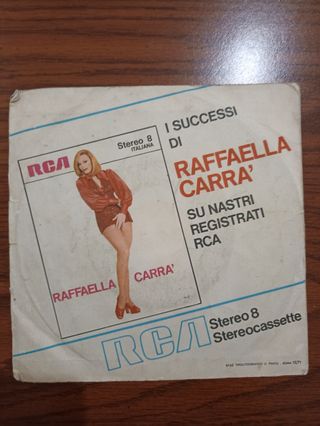 I SUCCESSI
DI
RAFFAELLA
CARRA'
SU NASTRI
REGISTRATI
RCA
RCA
Stereo 8
ITALIANA
RAFFAELLA CARRA'
RCA
Stereo 8
Stereocassette